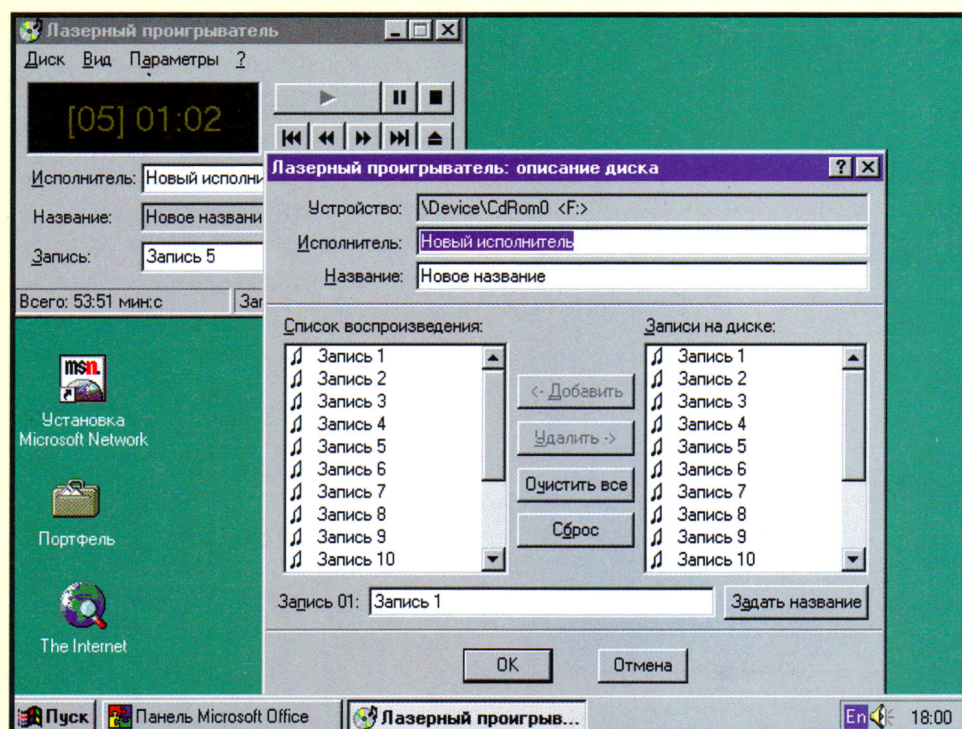 Лазерный проигрыватель
Диск Вид Параметры ?
[05] 01:02
Исполнитель: Новый исполни
Название: Новое названи
Запись: Запись 5
Всего: 53:51 мин:с Зап
Лазерный проигрыватель: описание диска
Устройство: \Device\CdRom0 <F:>
Исполнитель: Новый исполнитель
Название: Новое название
Список воспроизведения:
Запись 1
Запись 2
Запись 3
Запись 4
Запись 5
Запись 6
Запись 7
Запись 8
Запись 9
Запись 10
<- Добавить
Удалить ->
Очистить все
Сброс
Записи на диске:
Запись 1
Запись 2
Запись 3
Запись 4
Запись 5
Запись 6
Запись 7
Запись 8
Запись 9
Запись 10
Запись 01: Запись 1 Задать название
OK Отмена
msn.
Установка
Microsoft Network
Портфель
The Internet
Пуск Панель Microsoft Office Лазерный проигрыв... En 18:00